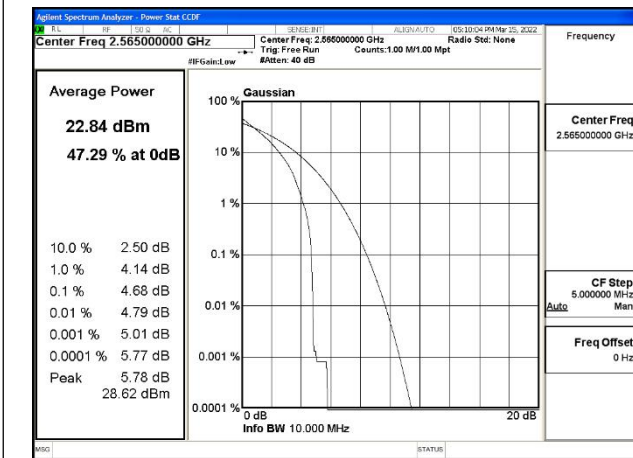 Agilent Spectrum Analyzer - Power Stat CCDF
RL RF 50 Ω AC SENSE:INT ALIGNAUTO 05:10:04 PM Mar 15, 2022
Center Freq 2.565000000 GHz
Center Freq: 2.565000000 GHz Radio Std: None
Trig: Free Run Counts:1.00 M/1.00 Mpt
#IFGain:Low #Atten: 40 dB
Frequency
Average Power
22.84 dBm
47.29 % at 0dB
10.0 % 2.50 dB
1.0 % 4.14 dB
0.1 % 4.68 dB
0.01 % 4.79 dB
0.001 % 5.01 dB
0.0001 % 5.77 dB
Peak 5.78 dB
28.62 dBm
Gaussian
100 %
10 %
1 %
0.1 %
0.01 %
0.001 %
0.0001 %
0 dB 20 dB
Info BW 10.000 MHz
Center Freq
2.565000000 GHz
CF Step
5.000000 MHz
Auto Man
Freq Offset
0 Hz
MSG STATUS